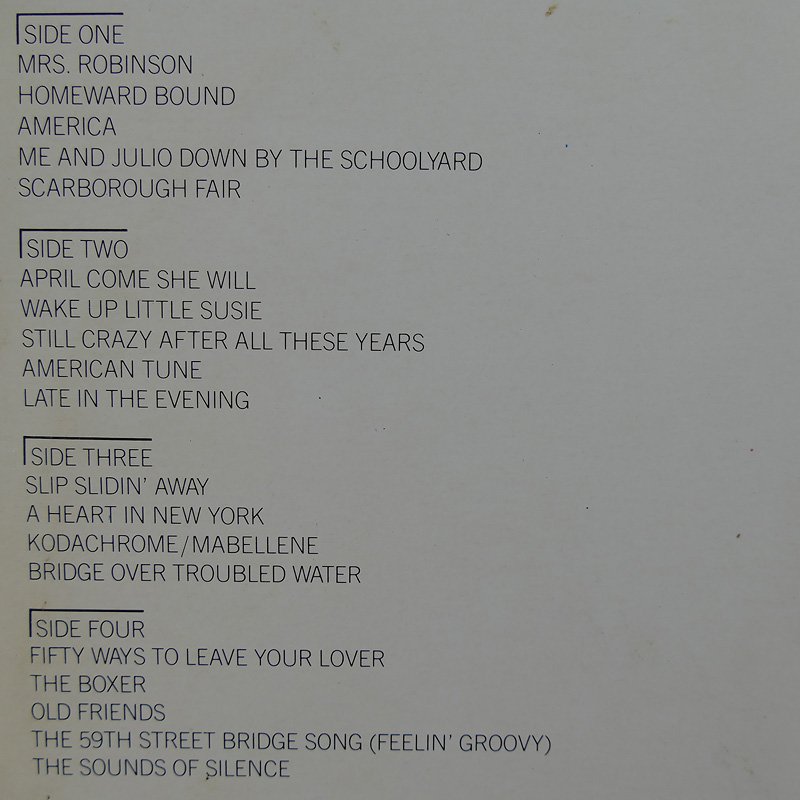 SIDE ONE
MRS. ROBINSON
HOMEWARD BOUND
AMERICA
ME AND JULIO DOWN BY THE SCHOOLYARD
SCARBOROUGH FAIR
SIDE TWO
APRIL COME SHE WILL
WAKE UP LITTLE SUSIE
STILL CRAZY AFTER ALL THESE YEARS
AMERICAN TUNE
LATE IN THE EVENING
SIDE THREE
SLIP SLIDIN' AWAY
A HEART IN NEW YORK
KODACHROME/MABELLENE
BRIDGE OVER TROUBLED WATER
SIDE FOUR
FIFTY WAYS TO LEAVE YOUR LOVER
THE BOXER
OLD FRIENDS
THE 59TH STREET BRIDGE SONG (FEELIN' GROOVY)
THE SOUNDS OF SILENCE